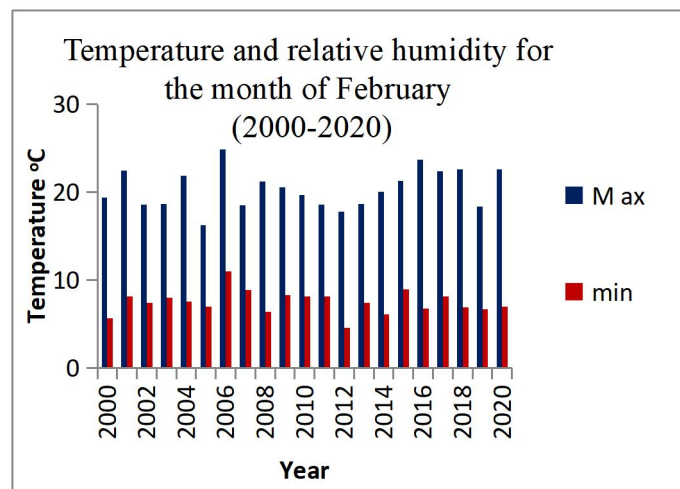 Temperature and relative humidity for
the month of February
(2000-2020)
30
20
10
0
Temperature ºC
2000
2002
2004
2006
2008
2010
2012
2014
2016
2018
2020
Year
M ax
min